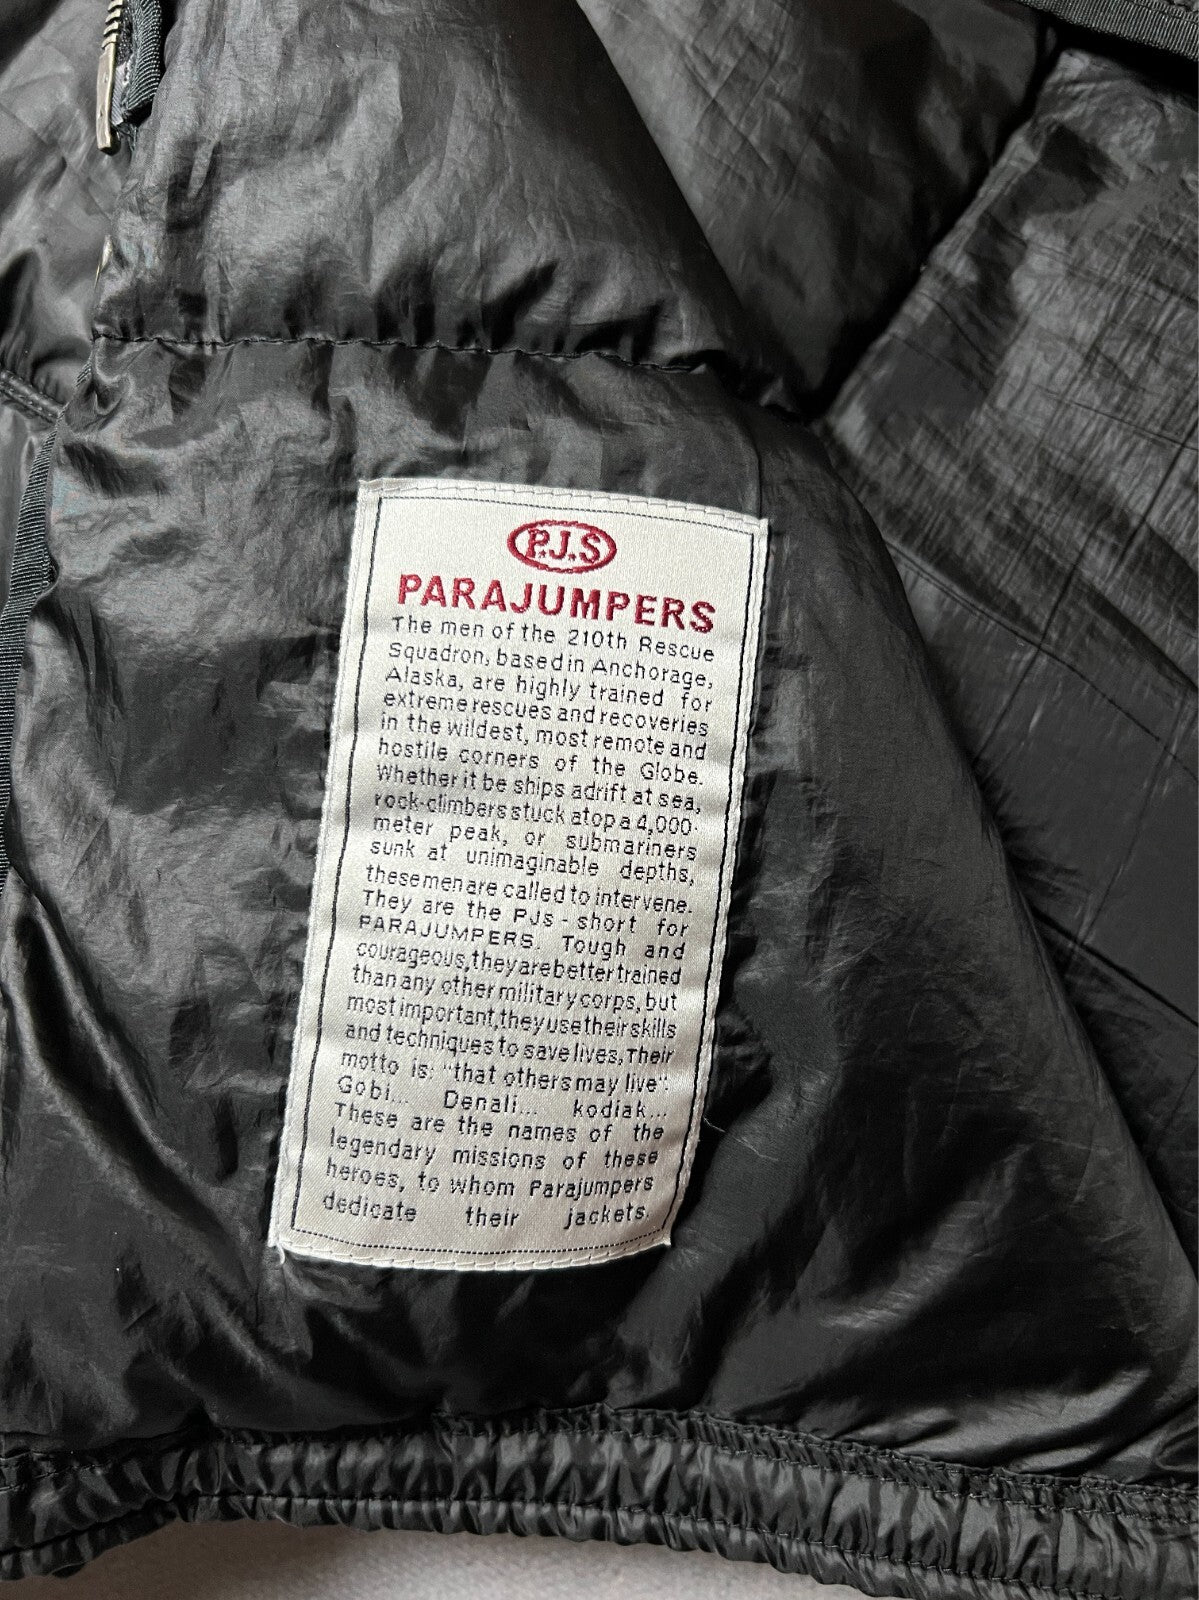 P.J.S
PARAJUMPERS
The men of the 210th Rescue
Squadron, based in Anchorage,
Alaska, are highly trained for
extreme rescues and recoveries
in the wildest, most remote and
hostile corners of the Globe.
Whether it be ships adrift at sea,
rock-climbers stuck atop a 4,000-
meter peak, or submariners
sunk at unimaginable depths,
these men are called to intervene.
They are the PJs - short for
PARAJUMPERS. Tough and
courageous, they are better trained
than any other military corps, but
most important, they use their skills
and techniques to save lives, Their
motto is: "that others may live".
Gobi... Denali... kodiak...
These are the names of the
legendary missions of these
heroes, to whom Parajumpers
dedicate their jackets.